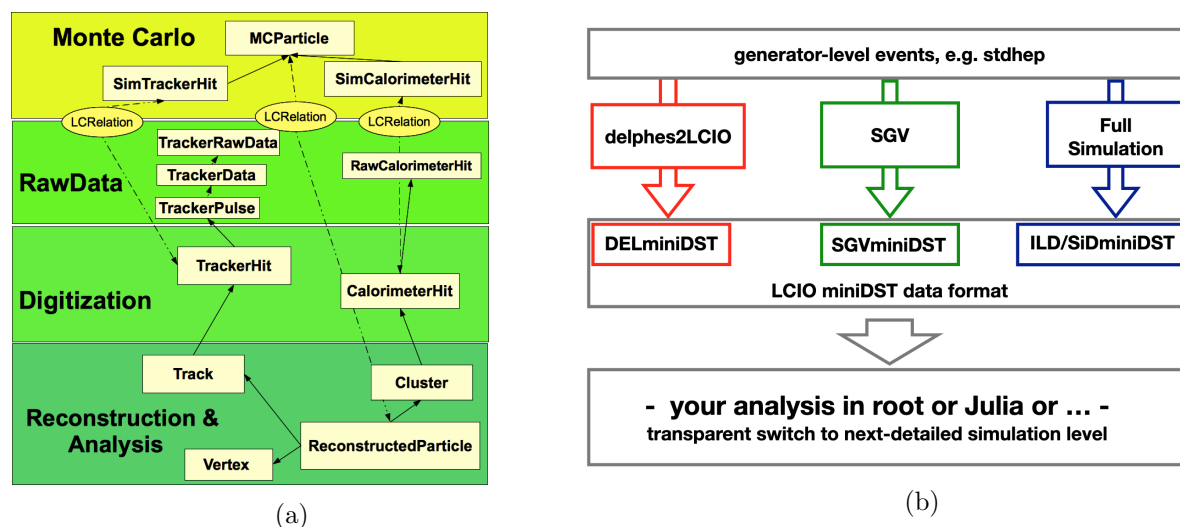 Monte Carlo
MCParticle
SimTrackerHit
SimCalorimeterHit
LCRelation
LCRelation
LCRelation
TrackerRawData
RawCalorimeterHit
RawData
TrackerData
TrackerPulse
TrackerHit
Digitization
CalorimeterHit
Track
Cluster
Reconstruction &
Analysis
ReconstructedParticle
Vertex
(a)
generator-level events, e.g. stdhep
delphes2LCIO
SGV
Full
Simulation
DELminiDST
SGVminiDST
ILD/SiDminiDST
LCIO miniDST data format
- your analysis in root or Julia or ... -
transparent switch to next-detailed simulation level
(b)